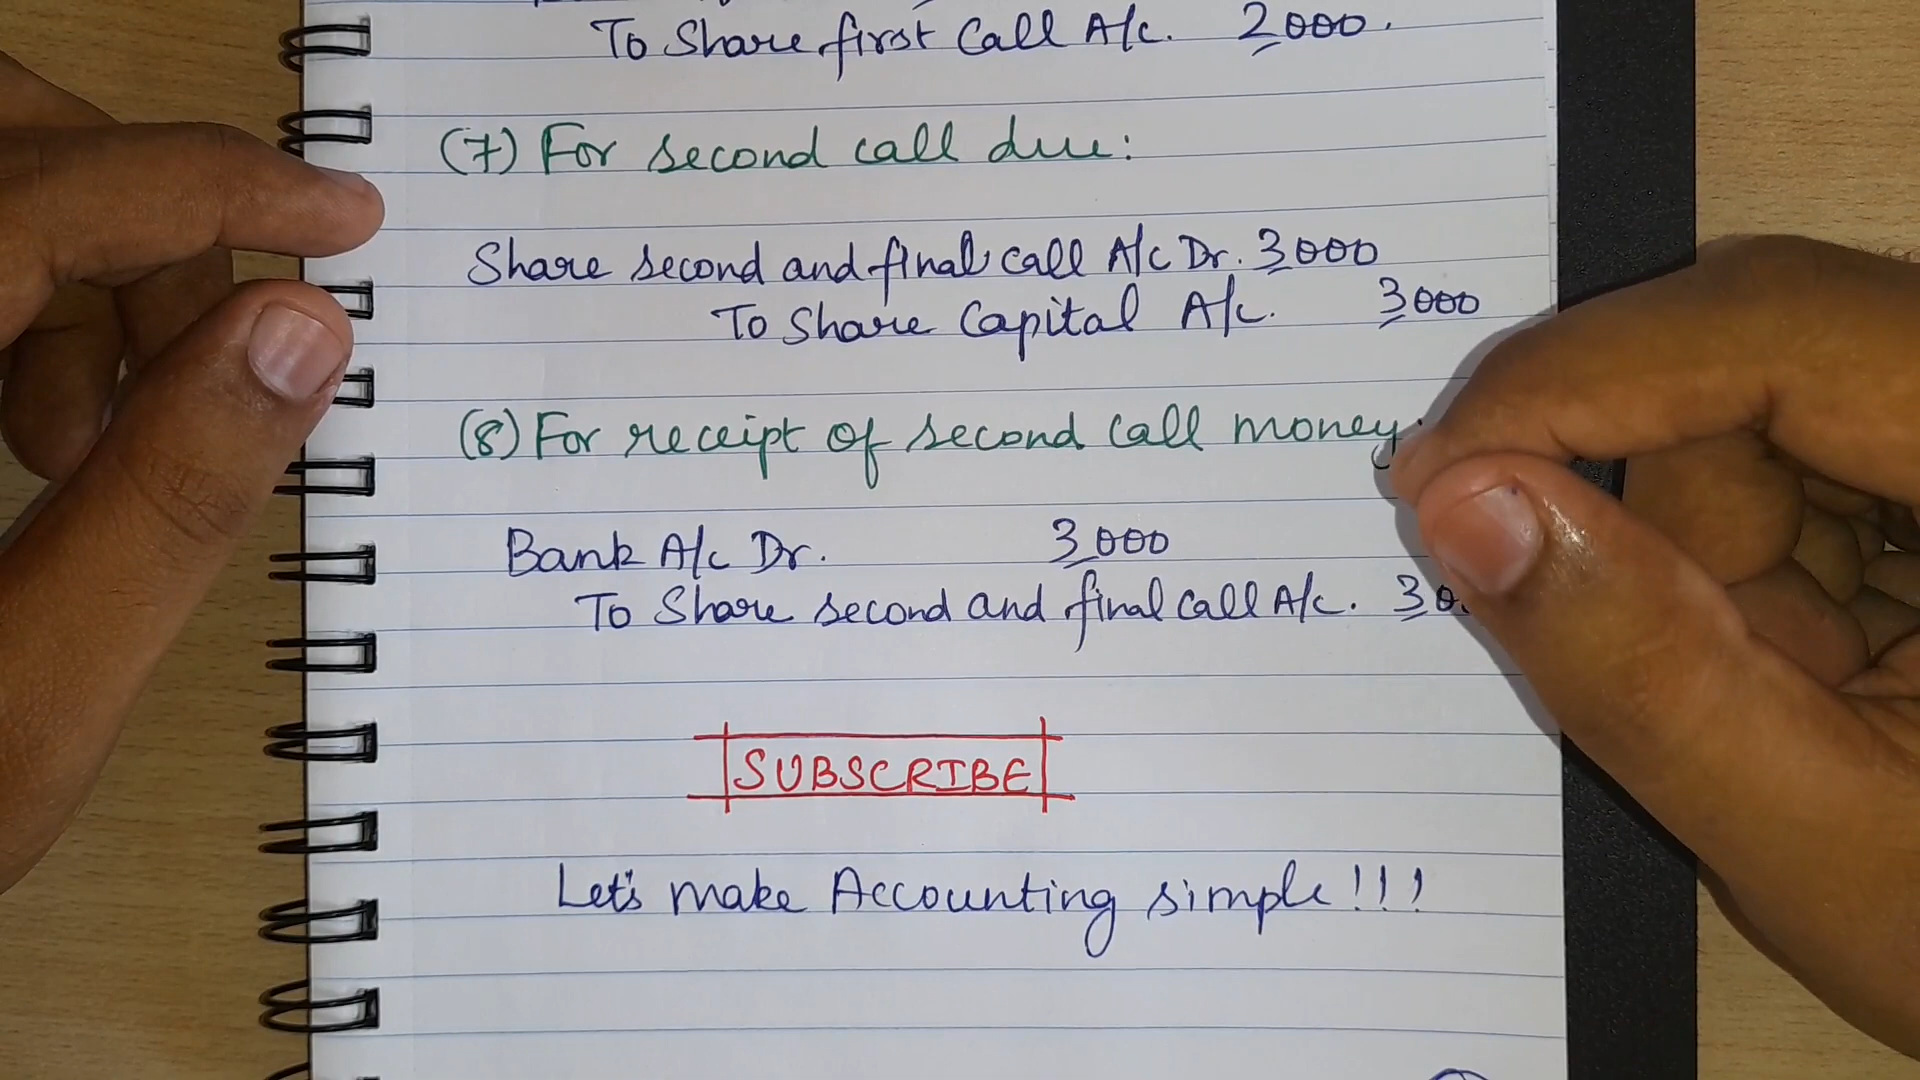 To Share first Call A/c. 2000.
(7) For second call due:
Share second and final call A/c Dr. 3000
To Share Capital A/c. 3000
(8) For receipt of second call money:
Bank A/c Dr. 3000
To Share second and final call A/c.
SUBSCRIBE
Let's make Accounting simple!!!